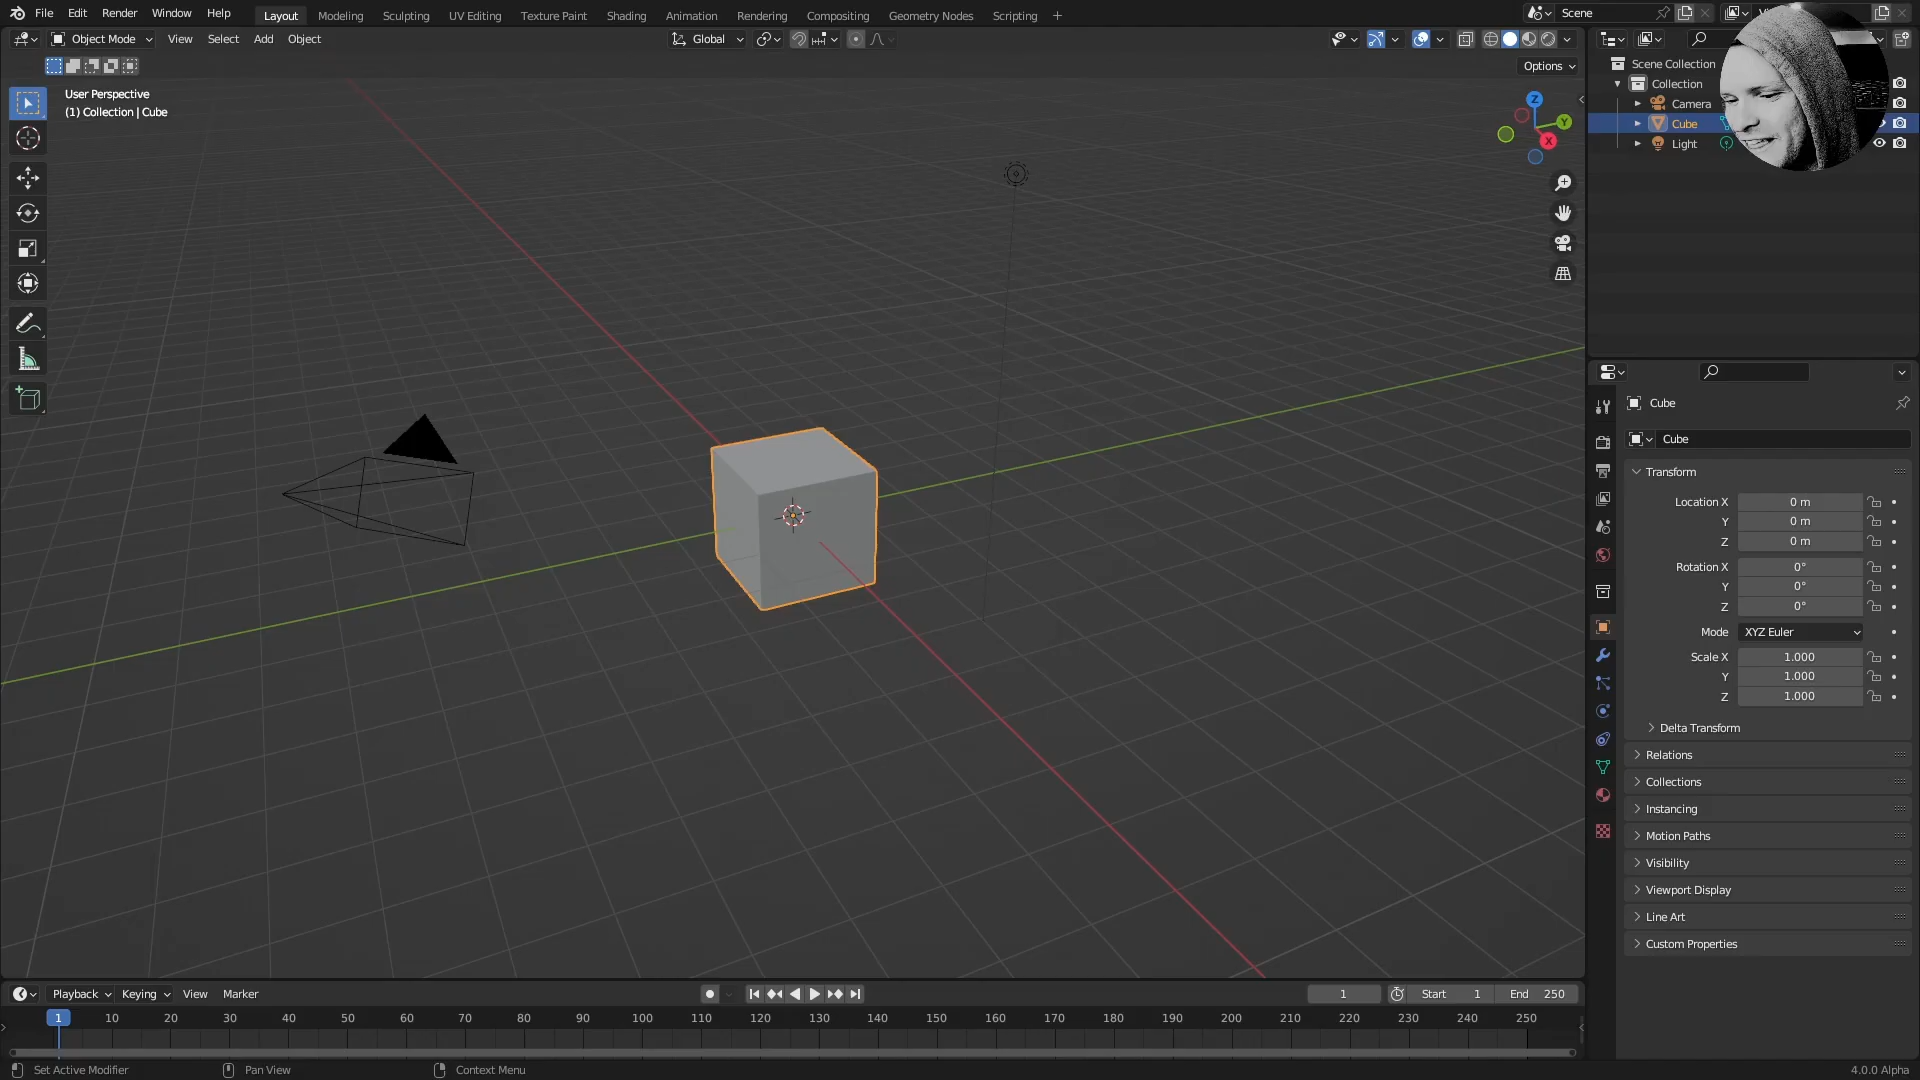 File Edit Render Window Help Layout Modeling Sculpting UV Editing Texture Paint Shading Animation Rendering Compositing Geometry Nodes Scripting Scene
Object Mode View Select Add Object Global
Options
User Perspective
(1) Collection | Cube
Z
Y
X
Scene Collection
Collection
Camera
Cube
Light
Cube
Cube
Transform
Location X 0 m
Y 0 m
Z 0 m
Rotation X 0°
Y 0°
Z 0°
Mode XYZ Euler
Scale X 1.000
Y 1.000
Z 1.000
Delta Transform
Relations
Collections
Instancing
Motion Paths
Visibility
Viewport Display
Line Art
Custom Properties
Playback Keying View Marker 1 Start 1 End 250
1 10 20 30 40 50 60 70 80 90 100 110 120 130 140 150 160 170 180 190 200 210 220 230 240 250
Set Active Modifier Pan View Context Menu 4.0.0 Alpha